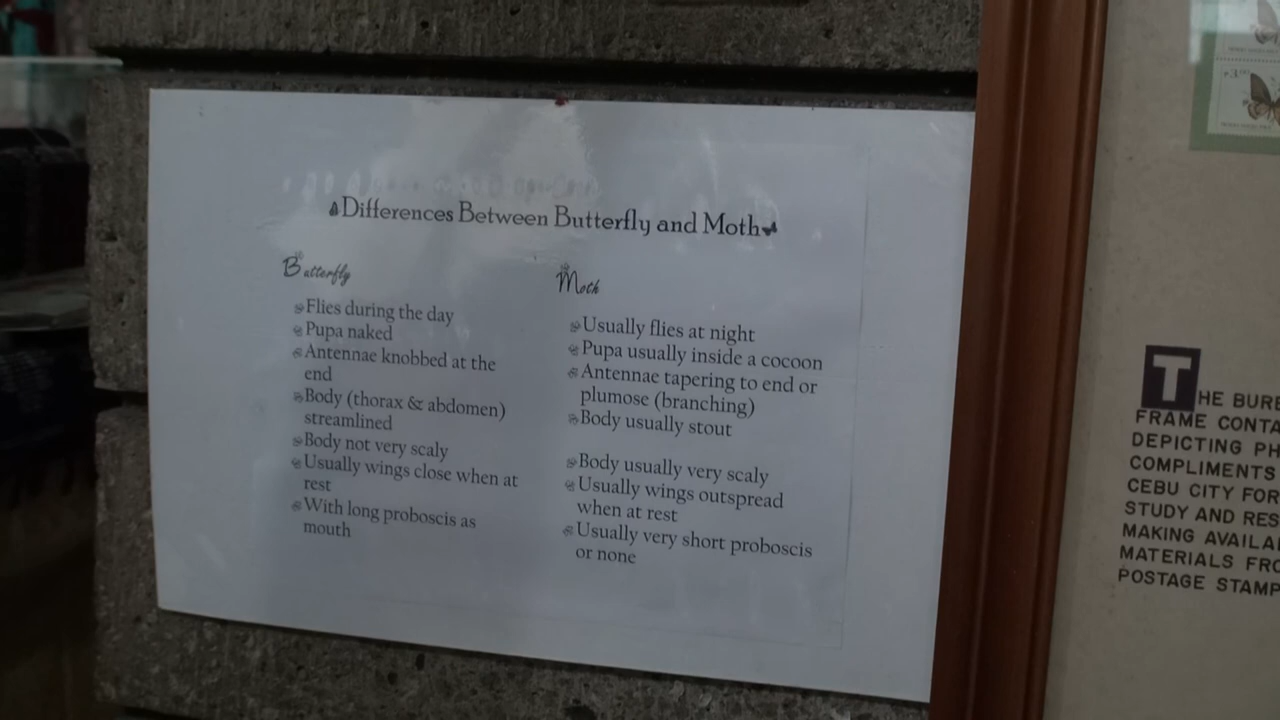 Differences Between Butterfly and Moth
Butterfly
Flies during the day
Pupa naked
Antennae knobbed at the
end
Body (thorax & abdomen)
streamlined
Body not very scaly
Usually wings close when at
rest
With long proboscis as
mouth
Moth
Usually flies at night
Pupa usually inside a cocoon
Antennae tapering to end or
plumose (branching)
Body usually stout
Body usually very scaly
Usually wings outspread
when at rest
Usually very short proboscis
or none
THE BURE
FRAME CONTA
DEPICTING PH
COMPLIMENTS
CEBU CITY FOR
STUDY AND RES
MAKING AVAILA
MATERIALS FRO
POSTAGE STAMP